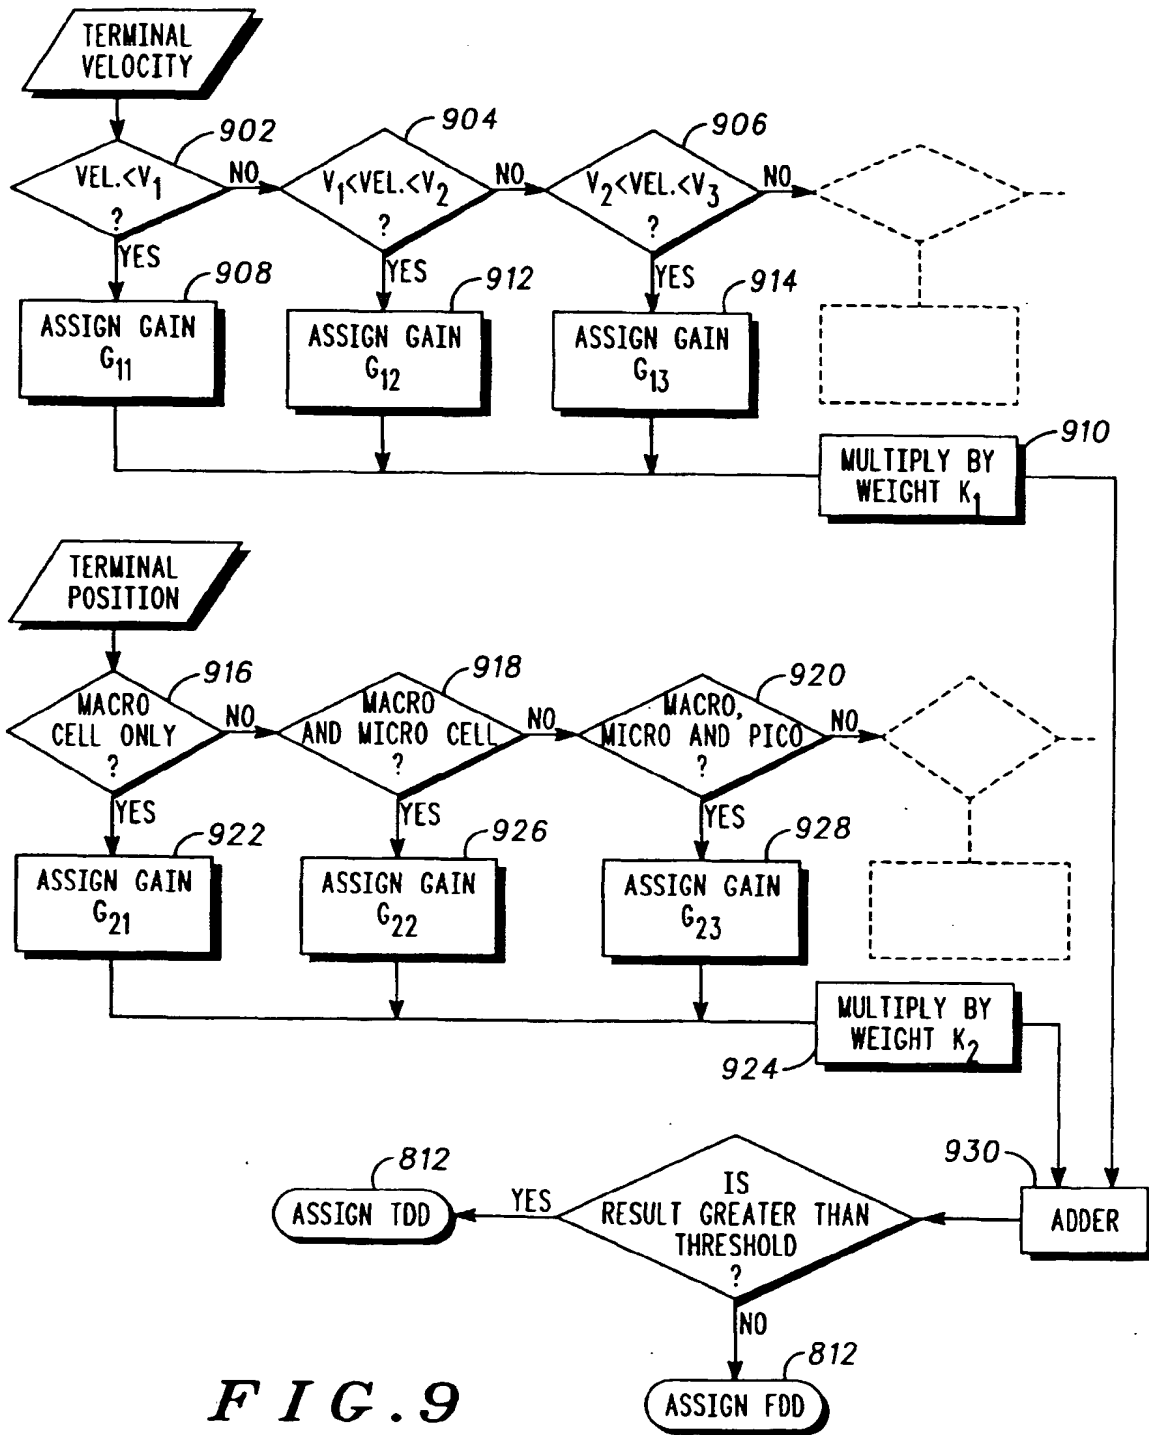 TERMINAL
VELOCITY
902
904
906
VEL.<V1
?
NO
V1<VEL.<V2
?
NO
V2<VEL.<V3
?
NO
YES
YES
YES
908
912
914
ASSIGN GAIN
G11
ASSIGN GAIN
G12
ASSIGN GAIN
G13
910
MULTIPLY BY
WEIGHT K1
TERMINAL
POSITION
916
918
920
MACRO
CELL ONLY
?
NO
MACRO
AND MICRO CELL
?
NO
MACRO,
MICRO AND PICO
?
NO
YES
YES
YES
922
926
928
ASSIGN GAIN
G21
ASSIGN GAIN
G22
ASSIGN GAIN
G23
MULTIPLY BY
WEIGHT K2
924
930
ADDER
IS
RESULT GREATER THAN
THRESHOLD
?
YES
812
ASSIGN TDD
NO
812
ASSIGN FDD
FIG.9